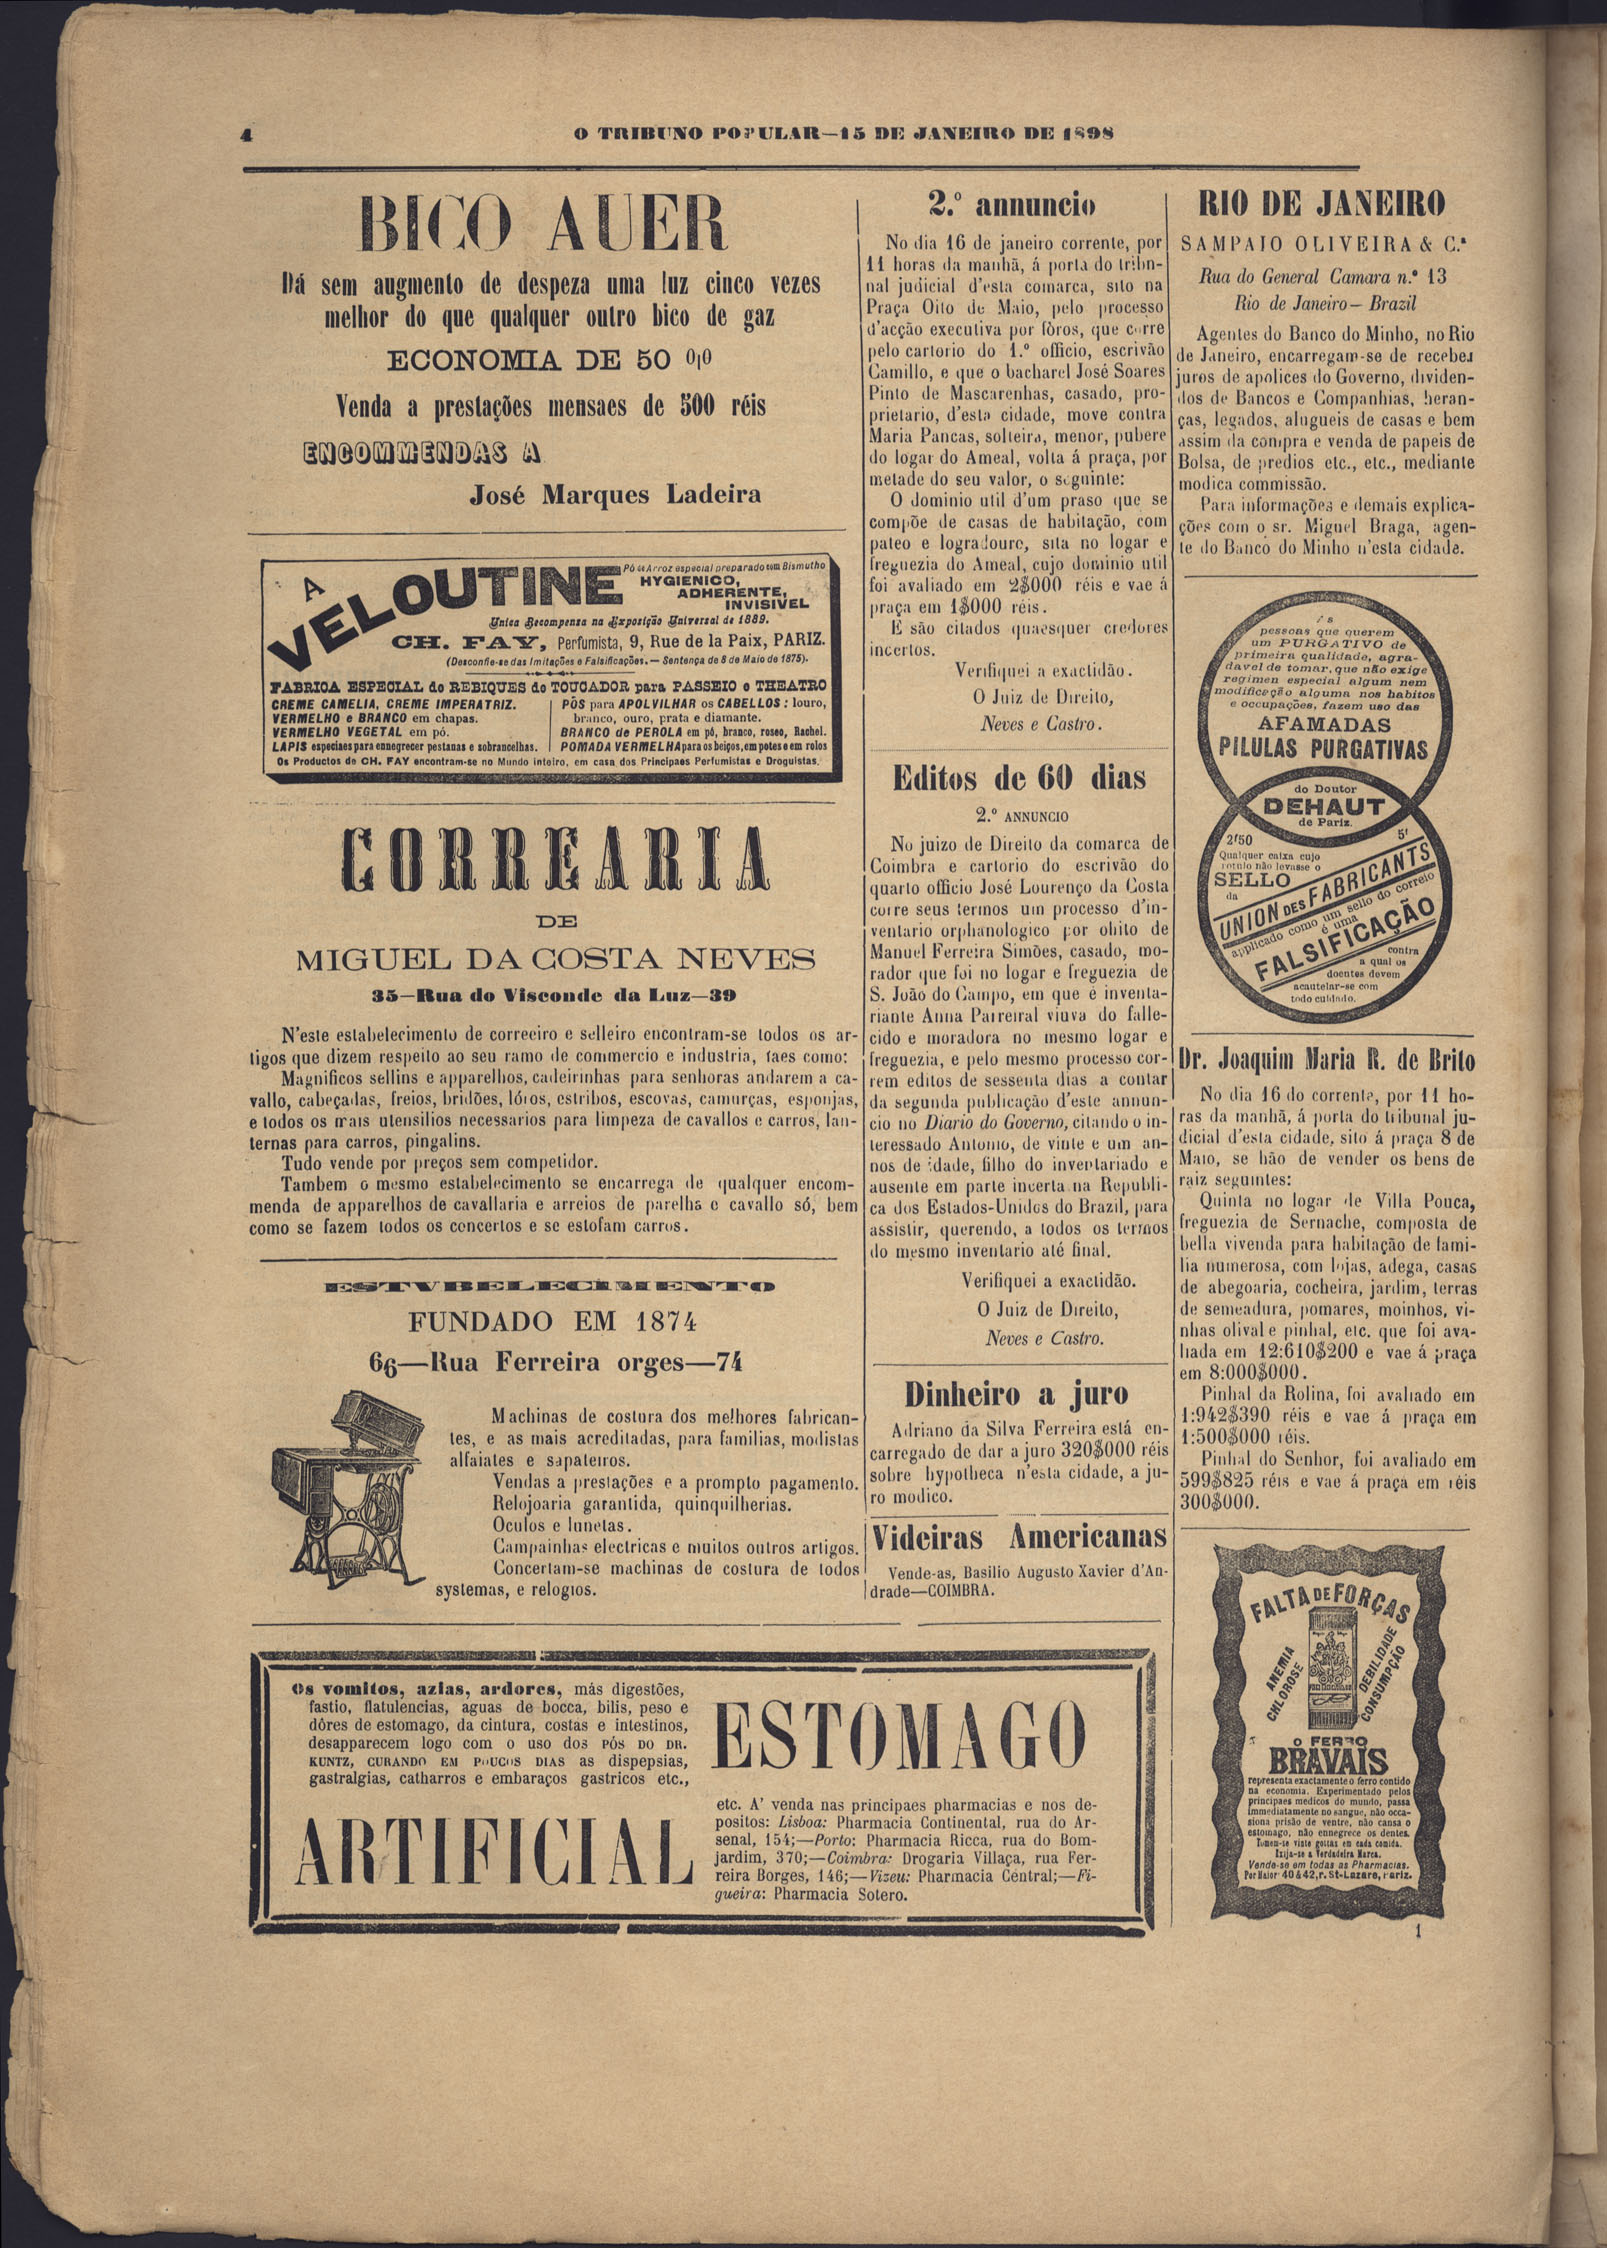 4
O TRIBUNO POPULAR—15 DE JANEIRO DE 1898
BICO AUER
Dá sem augmento de despeza uma luz cinco vezes
melhor do que qualquer outro bico de gaz
ECONOMIA DE 50 0|0
Venda a prestações mensaes de 500 réis
ENCOMMENDAS A
José Marques Ladeira
A
VELOUTINE
Pó de Arroz especial preparado com Bismutho
HYGIENICO,
ADHERENTE,
INVISIVEL
Unica Recompensa na Exposição Universal de 1889.
CH. FAY, Perfumista, 9, Rue de la Paix, PARIZ.
(Desconfie-se das Imitações e Falsificações.— Sentença de 8 de Maio de 1875).
FABRICA ESPECIAL de REBIQUES de TOUCADOR para PASSEIO e THEATRO
CREME CAMELIA, CREME IMPERATRIZ.
VERMELHO e BRANCO em chapas.
VERMELHO VEGETAL em pó.
LAPIS especiaes para ennegrecer pestanas e sobrancelhas.
PÒS para APOLVILHAR os CABELLOS: louro,
branco, ouro, prata e diamante.
BRANCO de PEROLA em pó, branco, roseo, Rachel.
POMADA VERMELHA para os beiços, em potes e em rolos
Os Productos de CH. FAY encontram-se no Mundo inteiro, em casa dos Principaes Perfumistas e Droguistas.
CORREARIA
DE
MIGUEL DA COSTA NEVES
35—Rua do Visconde da Luz—39
N'este estabelecimento de correeiro e selleiro encontram-se todos os ar-
tigos que dizem respeito ao seu ramo de commercio e industria, taes como:
Magnificos sellins e apparelhos, cadeirinhas para senhoras andarem a ca-
vallo, cabeçadas, freios, bridões, lóros, estribos, escovas, camurças, esponjas,
e todos os mais utensilios necessarios para limpeza de cavallos e carros, lan-
ternas para carros, pingalins.
Tudo vende por preços sem competidor.
Tambem o mesmo estabelecimento se encarrega de qualquer encom-
menda de apparelhos de cavallaria e arreios de parelha e cavallo só, bem
como se fazem todos os concertos e se estofam carros.
ESTVBELECIMENTO
FUNDADO EM 1874
66—Rua Ferreira orges—74
Machinas de costura dos melhores fabrican-
tes, e as mais acreditadas, para familias, modistas
alfaiates e sapateiros.
Vendas a prestações e a prompto pagamento.
Relojoaria garantida, quinquilherias.
Oculos e lunetas.
Campainhas electricas e muitos outros artigos.
Concertam-se machinas de costura de todos
systemas, e relogios.
2.º annuncio
No dia 16 de janeiro corrente, por
11 horas da manhã, á porta do tribu-
nal judicial d'esta comarca, sito na
Praça Oito de Maio, pelo processo
d'acção executiva por fóros, que corre
pelo cartorio do 1.º officio, escrivão
Camillo, e que o bacharel José Soares
Pinto de Mascarenhas, casado, pro-
prietario, d'esta cidade, move contra
Maria Pancas, solteira, menor, pubere
do logar do Ameal, volta á praça, por
metade do seu valor, o seguinte:
O dominio util d'um praso que se
compõe de casas de habitação, com
pateo e logradouro, sita no logar e
freguezia do Ameal, cujo dominio util
foi avaliado em 2$000 réis e vae á
praça em 1$000 réis.
E são citados quaesquer credores
incertos.
Verifiquei a exactidão.
O Juiz de Direito,
Neves e Castro.
Editos de 60 dias
2.º ANNUNCIO
No juizo de Direito da comarca de
Coimbra e cartorio do escrivão do
quarto officio José Lourenço da Costa
corre seus termos um processo d'in-
ventario orphanologico por obito de
Manuel Ferreira Simões, casado, mo-
rador que foi no logar e freguezia de
S. João do Campo, em que é inventa-
riante Anna Parreiral viuva do falle-
cido e moradora no mesmo logar e
freguezia, e pelo mesmo processo cor-
rem editos de sessenta dias a contar
da segunda publicação d'este annun-
cio no Diario do Governo, citando o in-
teressado Antonio, de vinte e um an-
nos de idade, filho do inventariado e
ausente em parte incerta na Republi-
ca dos Estados-Unidos do Brazil, para
assistir, querendo, a todos os termos
do mesmo inventario até final.
Verifiquei a exactidão.
O Juiz de Direito,
Neves e Castro.
Dinheiro a juro
Adriano da Silva Ferreira está en-
carregado de dar a juro 320$000 réis
sobre hypotheca n'esta cidade, a ju-
ro modico.
Videiras Americanas
Vende-as, Basilio Augusto Xavier d'An-
drade—COIMBRA.
RIO DE JANEIRO
SAMPAIO OLIVEIRA & C.ª
Rua do General Camara n.º 13
Rio de Janeiro — Brazil
Agentes do Banco do Minho, no Rio
de Janeiro, encarregam-se de receber
juros de apolices do Governo, dividen-
dos de Bancos e Companhias, heran-
ças, legados, alugueis de casas e bem
assim da compra e venda de papeis de
Bolsa, de predios etc., etc., mediante
modica commissão.
Para informações e demais explica-
ções com o sr. Miguel Braga, agen-
te do Banco do Minho n'esta cidade.
As
pessoas que querem
um PURGATIVO de
primeira qualidade, agra-
davel de tomar, que não exige
regimen especial algum nem
modificação alguma nos habitos
e occupações, fazem uso das
AFAMADAS
PILULAS PURGATIVAS
do Doutor
DEHAUT
de Pariz.
2f50
5f
Qualquer caixa cujo
rotulo não levasse o
SELLO
da
UNION DES FABRICANTS
applicado como um sello do correio
é uma
FALSIFICAÇÃO
contra
a qual os
doentes devem
acautelar-se com
todo cuidado.
Dr. Joaquim Maria R. de Brito
No dia 16 do corrente, por 11 ho-
ras da manhã, á porta do tribunal ju-
dicial d'esta cidade, sito á praça 8 de
Maio, se hão de vender os bens de
raiz seguintes:
Quinta no logar de Villa Pouca,
freguezia de Sernache, composta de
bella vivenda para habitação de fami-
lia numerosa, com lojas, adega, casas
de abegoaria, cocheira, jardim, terras
de semeadura, pomares, moinhos, vi-
nhas olival e pinhal, etc. que foi ava-
liada em 12:610$200 e vae á praça
em 8:000$000.
Pinhal da Rolina, foi avaliado em
1:942$390 réis e vae á praça em
1:500$000 réis.
Pinhal do Senhor, foi avaliado em
599$825 réis e vae á praça em réis
300$000.
FALTA DE FORÇAS
ANEMIA
CHLOROSE
DEBILIDADE
CONSUMPÇÃO
O FERRO
BRAVAIS
representa exactamente o ferro contido
na economia. Experimentado pelos
principaes medicos do mundo, passa
immediatamente no sangue, não occa-
siona prisão de ventre, não cansa o
estomago, não ennegrece os dentes.
Tomem-se vinte gottas em cada comida.
Exija-se a Verdadeira Marca.
Vende-se em todas as Pharmacias.
Por Maior 40 & 42, r. St-Lazare, Pariz.
1
Os vomitos, azias, ardores, más digestões,
fastio, flatulencias, aguas de bocca, bilis, peso e
dôres de estomago, da cintura, costas e intestinos,
desapparecem logo com o uso dos PÓS DO DR.
KUNTZ, CURANDO EM POUCOS DIAS as dispepsias,
gastralgias, catharros e embaraços gastricos etc.,
ESTOMAGO
ARTIFICIAL
etc. A' venda nas principaes pharmacias e nos de-
positos: Lisboa: Pharmacia Continental, rua do Ar-
senal, 154;—Porto: Pharmacia Ricca, rua do Bom-
jardim, 370;—Coimbra: Drogaria Villaça, rua Fer-
reira Borges, 146;—Vizeu: Pharmacia Central;—Fi-
gueira: Pharmacia Sotero.